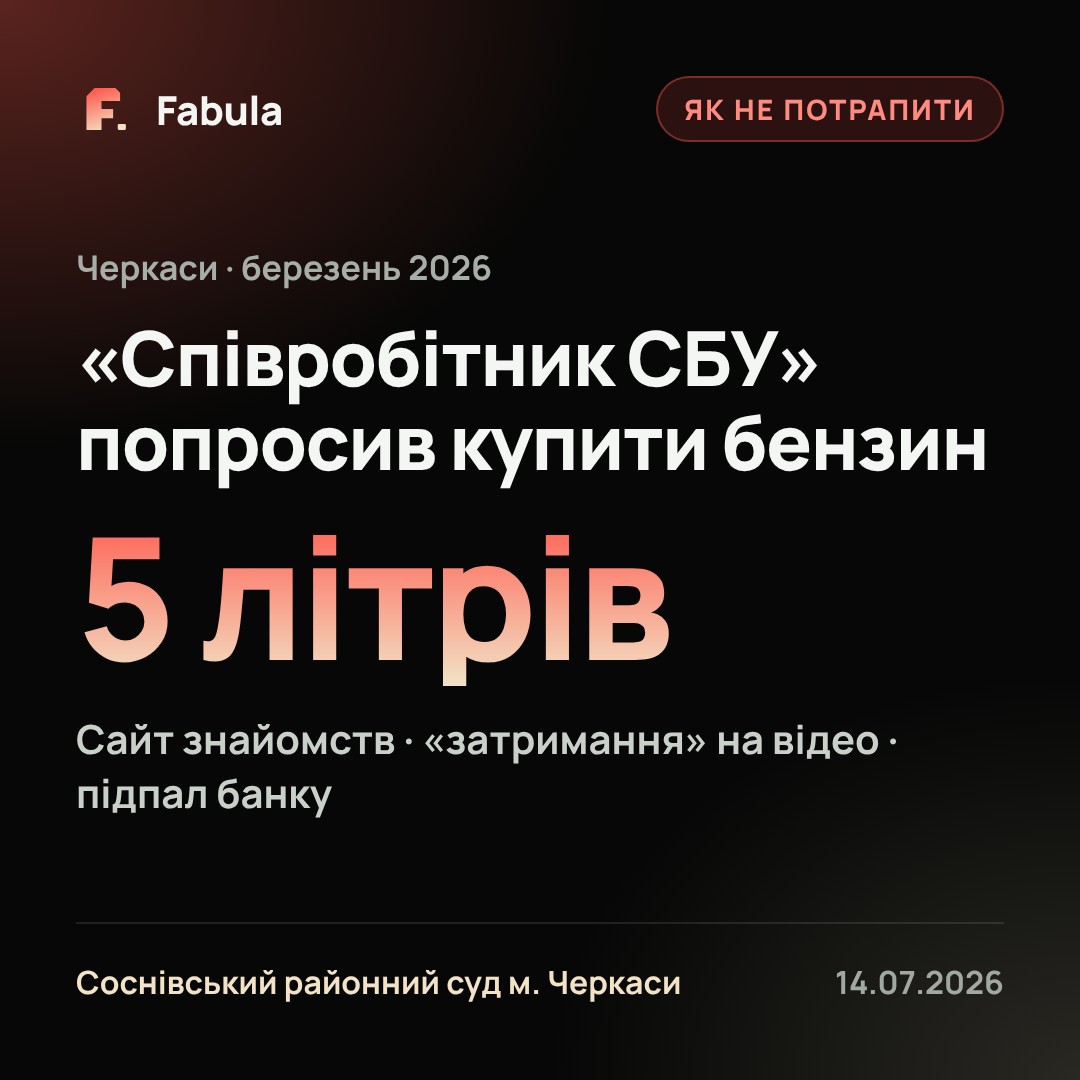 Fabula
ЯК НЕ ПОТРАПИТИ
Черкаси · березень 2026
«Співробітник СБУ»
попросив купити бензин
5 літрів
Сайт знайомств · «затримання» на відео ·
підпал банку
Соснівський районний суд м. Черкаси
14.07.2026